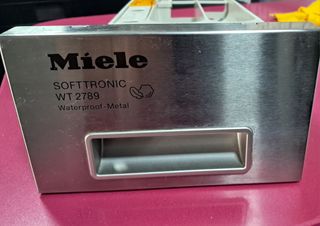 Miele
SOFTTRONIC
WT 2789
Waterproof-Metal